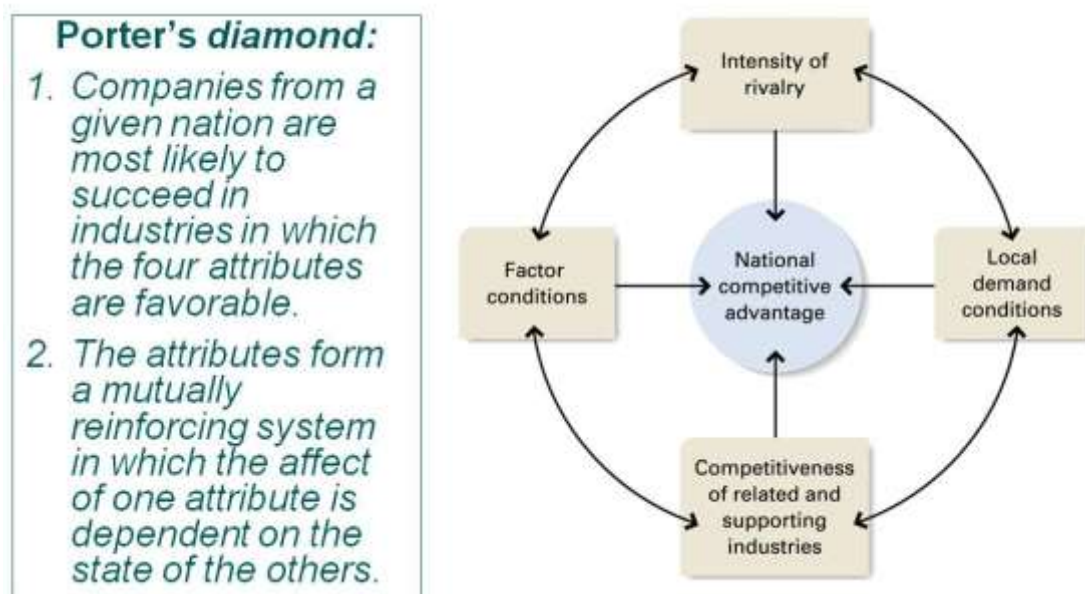 Porter's diamond:
1. Companies from a
given nation are
most likely to
succeed in
industries in which
the four attributes
are favorable.
2. The attributes form
a mutually
reinforcing system
in which the affect
of one attribute is
dependent on the
state of the others.
Intensity of
rivalry
Factor
conditions
National
competitive
advantage
Local
demand
conditions
Competitiveness
of related and
supporting
industries